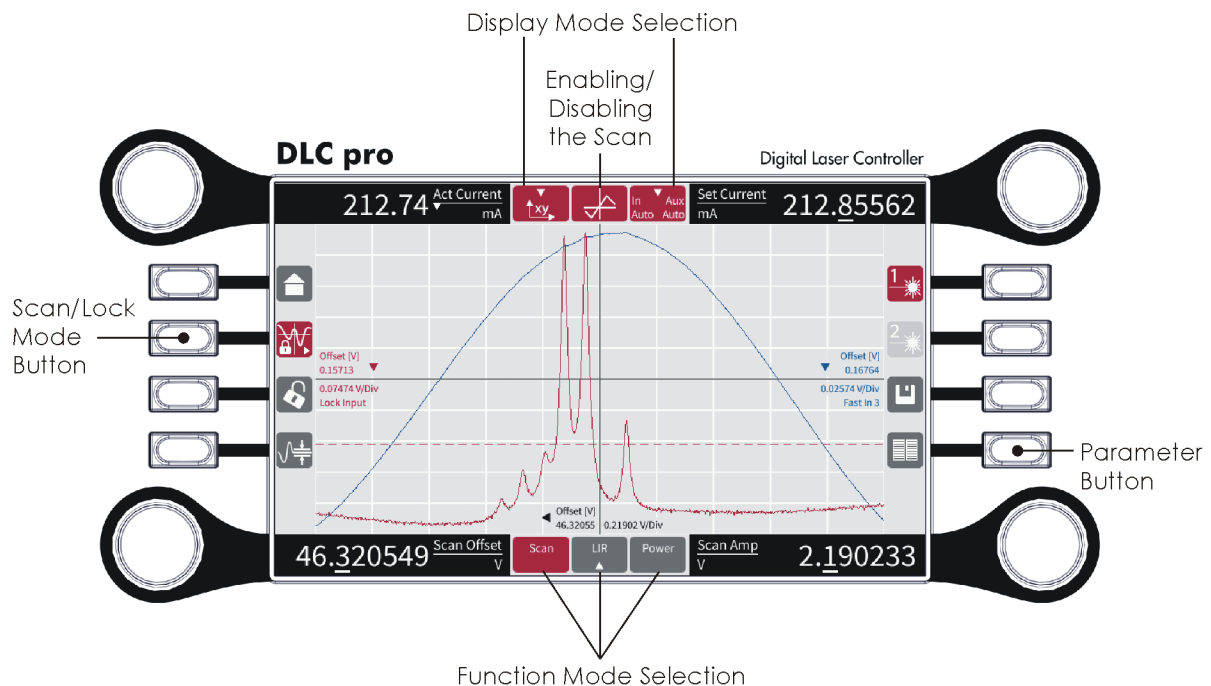 Display Mode Selection
Enabling/
Disabling
the Scan
DLC pro
Digital Laser Controller
212.74 Act Current
mA
xy
In Aux
Auto Auto
Set Current
mA
212.85562
1
2
Scan/Lock
Mode
Button
Offset [V]
0.15713
0.07474 V/Div
Lock Input
Offset [V]
0.16764
0.02574 V/Div
Fast In 3
Parameter
Button
Offset [V]
46.32055 0.21902 V/Div
46.320549 Scan Offset
V
Scan
LIR
Power
Scan Amp
V
2.190233
Function Mode Selection